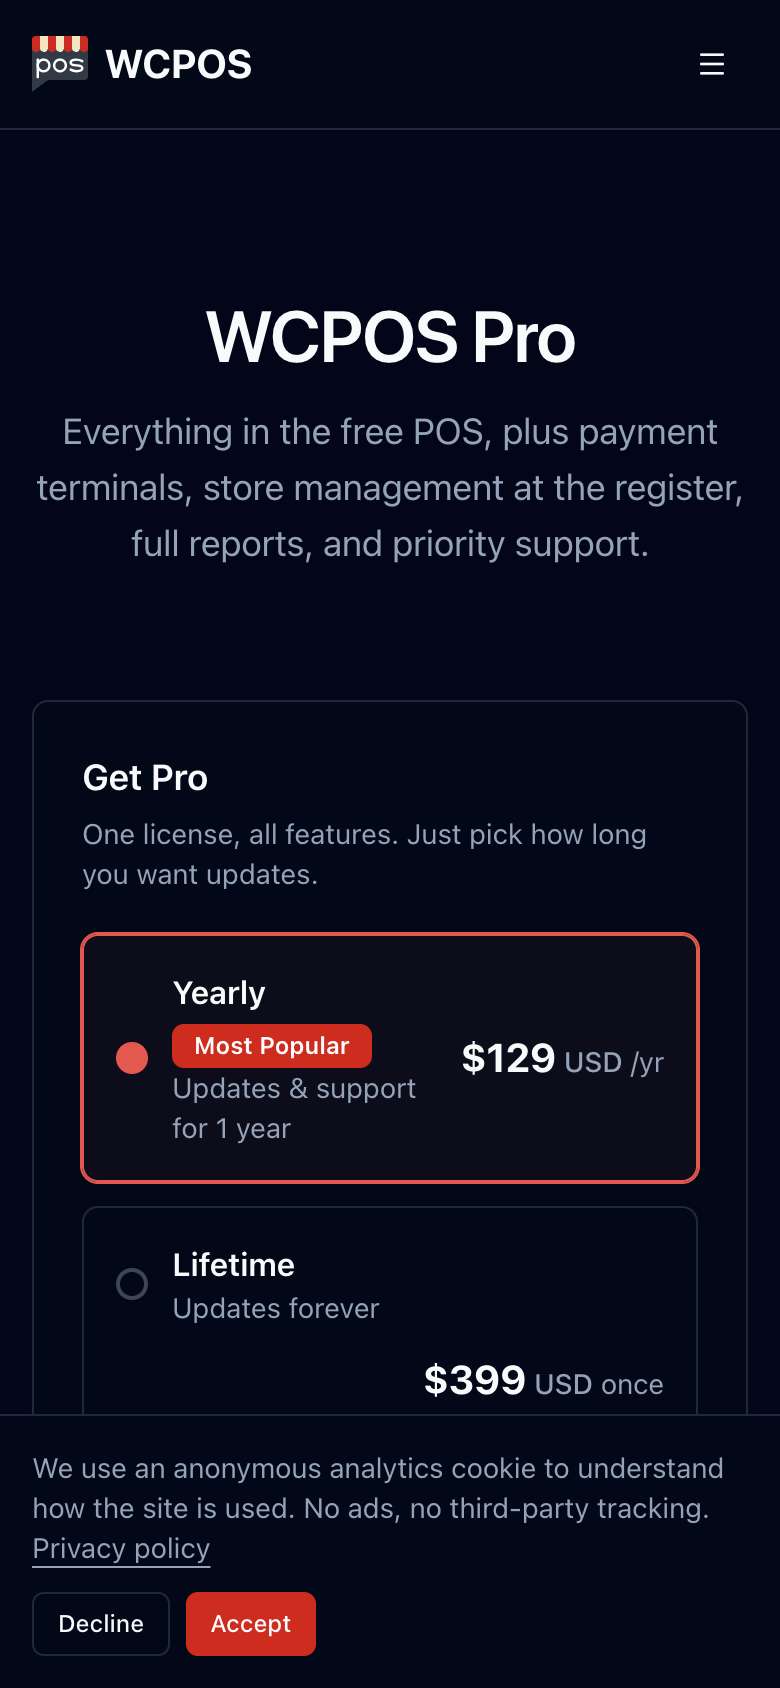 pos WCPOS
WCPOS Pro
Everything in the free POS, plus payment
terminals, store management at the register,
full reports, and priority support.
Get Pro
One license, all features. Just pick how long
you want updates.
Yearly
Most Popular
Updates & support
for 1 year
$129 USD /yr
Lifetime
Updates forever
$399 USD once
We use an anonymous analytics cookie to understand
how the site is used. No ads, no third-party tracking.
Privacy policy
Decline Accept